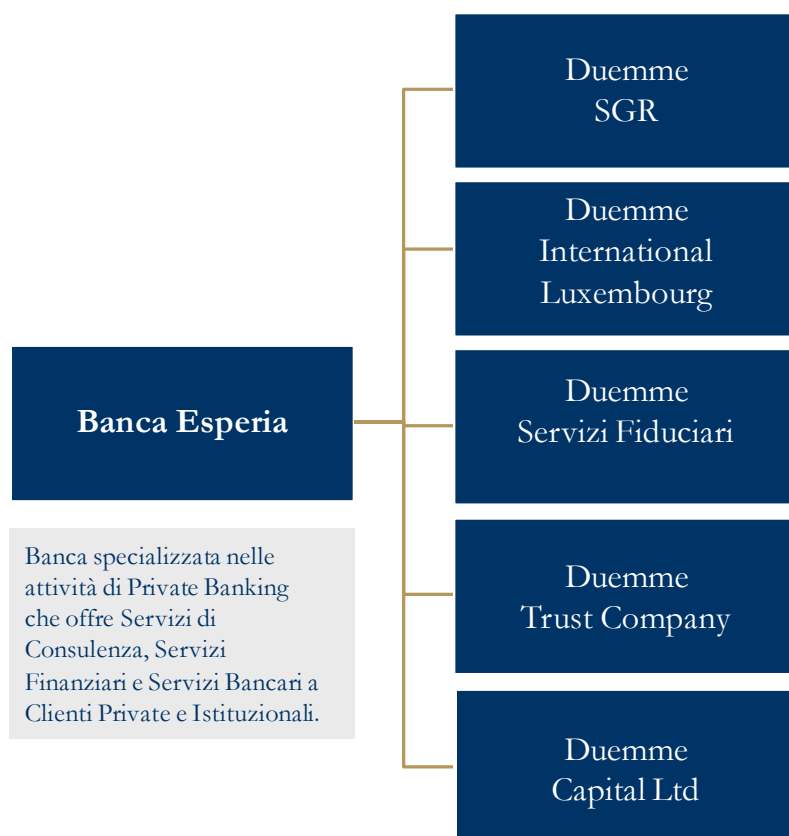 Duemme
SGR
Duemme
International
Luxembourg
Banca Esperia
Duemme
Servizi Fiduciari
Banca specializzata nelle
attività di Private Banking
che offre Servizi di
Consulenza, Servizi
Finanziari e Servizi Bancari a
Clienti Private e Istituzionali.
Duemme
Trust Company
Duemme
Capital Ltd